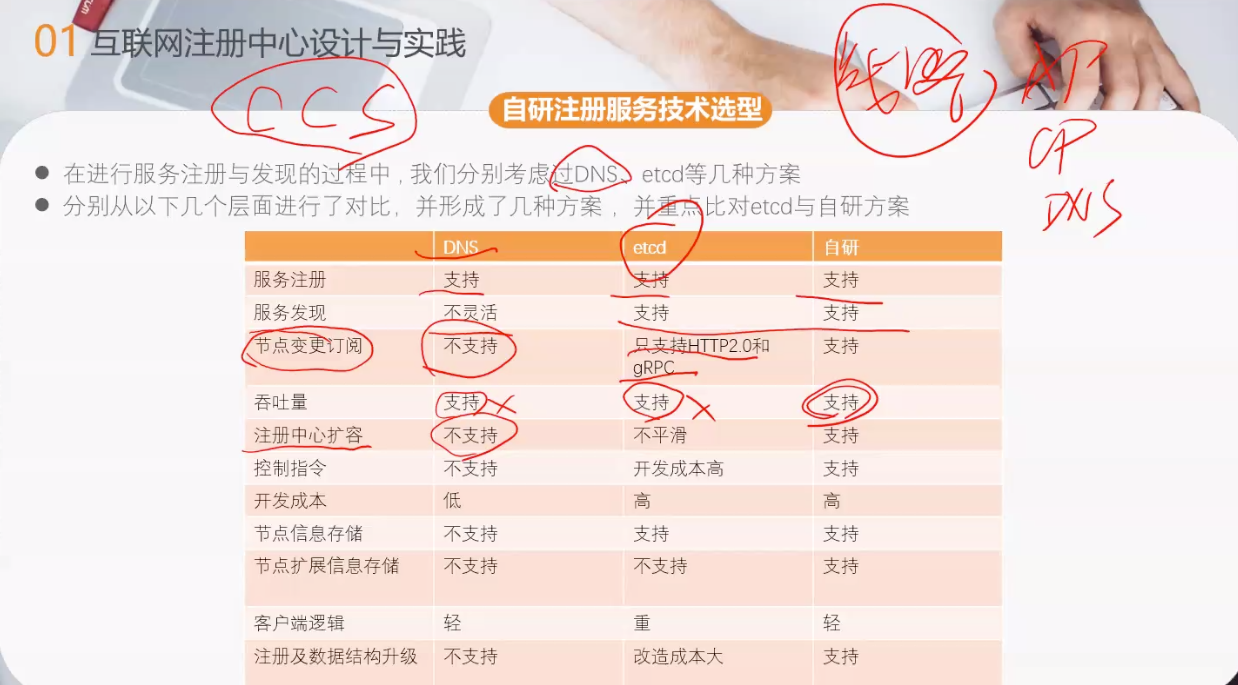 01 互联网注册中心设计与实践
CCS
AP
CP
DNS
自研注册服务技术选型
● 在进行服务注册与发现的过程中，我们分别考虑过DNS、etcd等几种方案
● 分别从以下几个层面进行了对比，并形成了几种方案，并重点比对etcd与自研方案
DNS etcd 自研
服务注册 支持 支持 支持
服务发现 不灵活 支持 支持
节点变更订阅 不支持 只支持HTTP2.0和
gRPC 支持
吞吐量 支持 支持 支持
注册中心扩容 不支持 不平滑 支持
控制指令 不支持 开发成本高 支持
开发成本 低 高 高
节点信息存储 不支持 支持 支持
节点扩展信息存储 不支持 不支持 支持
客户端逻辑 轻 重 轻
注册及数据结构升级 不支持 改造成本大 支持